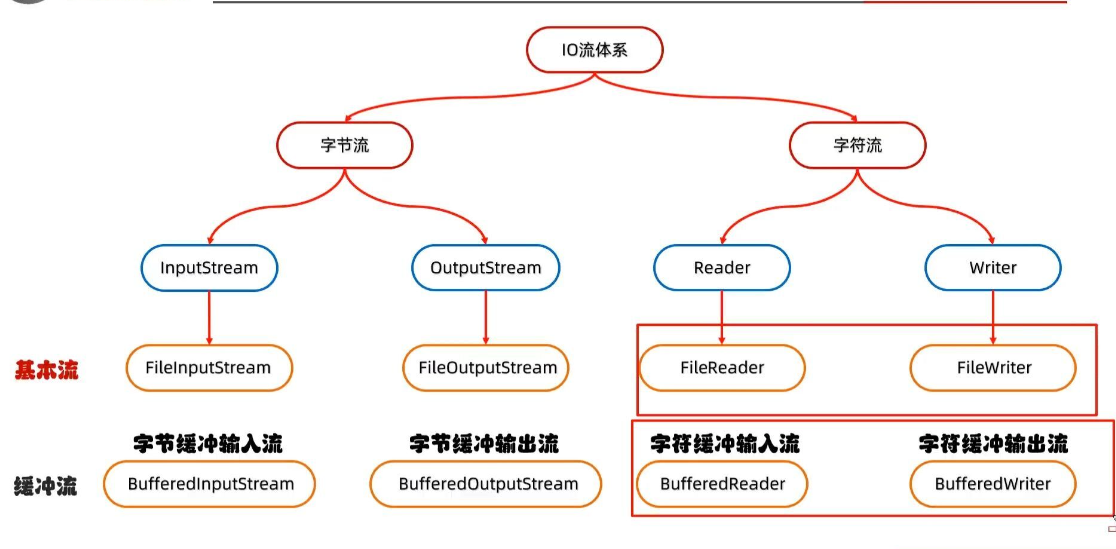 IO流体系
字节流
字符流
InputStream
OutputStream
Reader
Writer
基本流
FileInputStream
FileOutputStream
FileReader
FileWriter
字节缓冲输入流
字节缓冲输出流
字符缓冲输入流
字符缓冲输出流
缓冲流
BufferedInputStream
BufferedOutputStream
BufferedReader
BufferedWriter